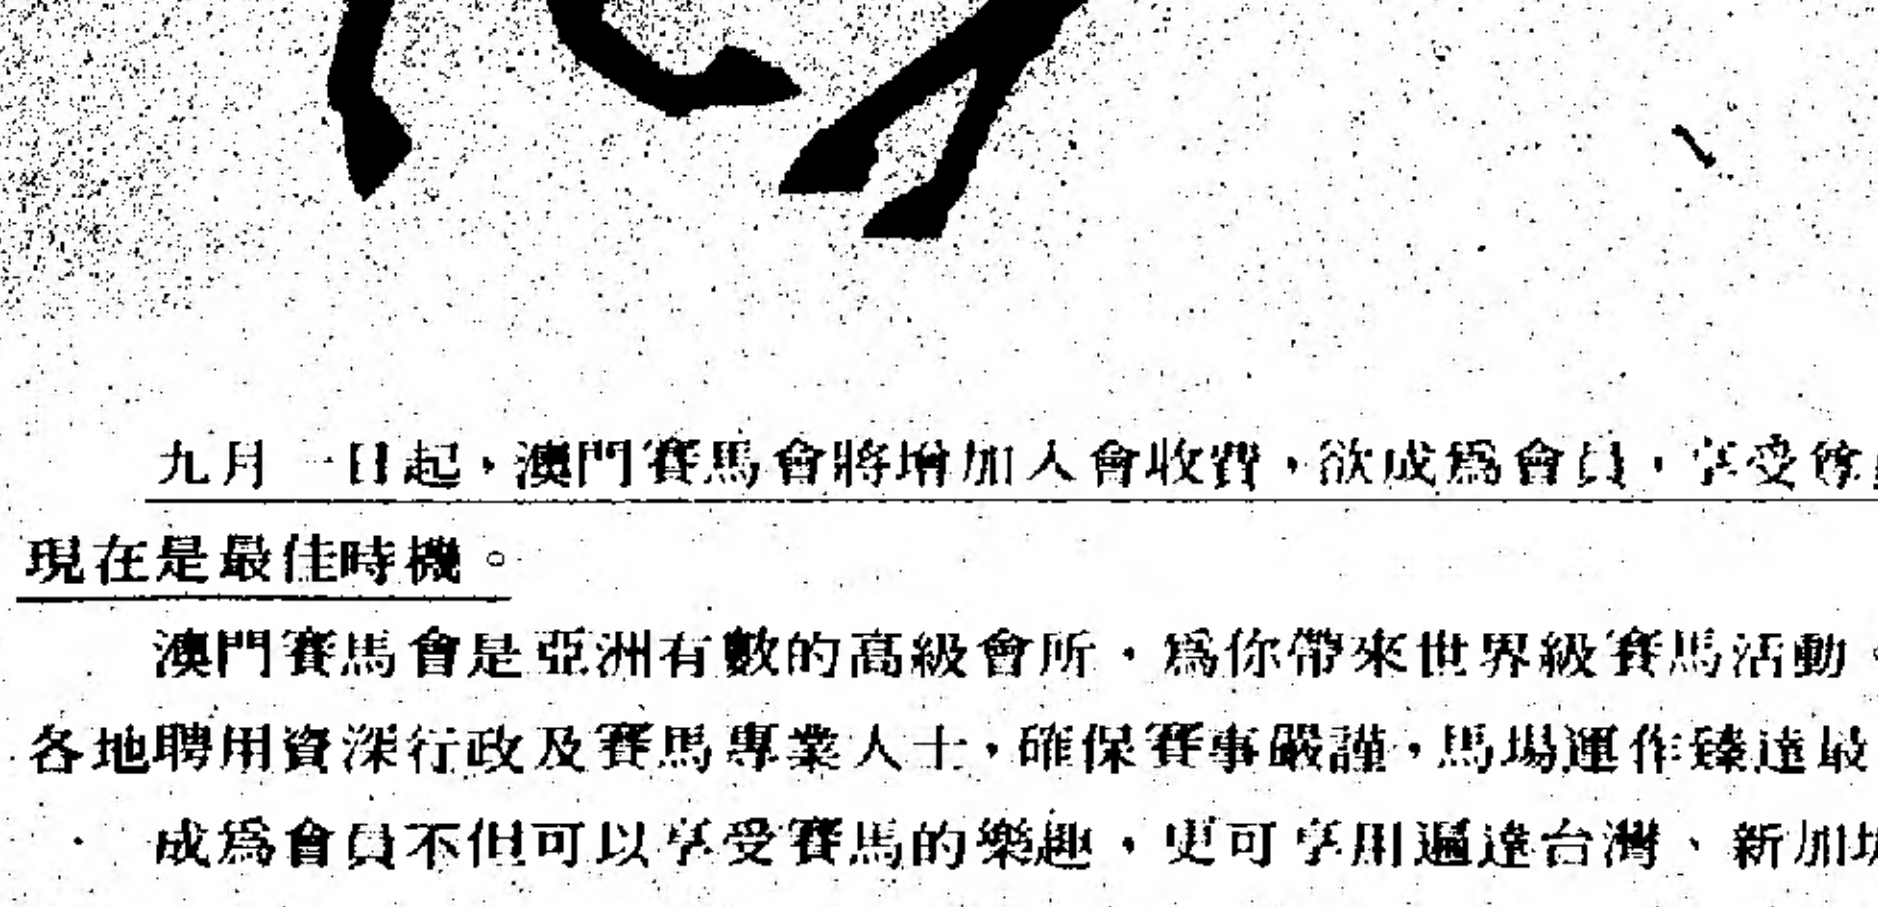 九月一日起，澳門賽馬會將增加入會收費，欲成爲會員，享受尊
現在是最佳時機。
澳門賽馬會是亞洲有數的高級會所，爲你帶來世界級賽馬活動。
各地聘用資深行政及賽馬專業人士，確保賽事嚴謹，馬場運作臻達最
成爲會員不但可以享受賽馬的樂趣，更可享用遍達台灣、新加坡